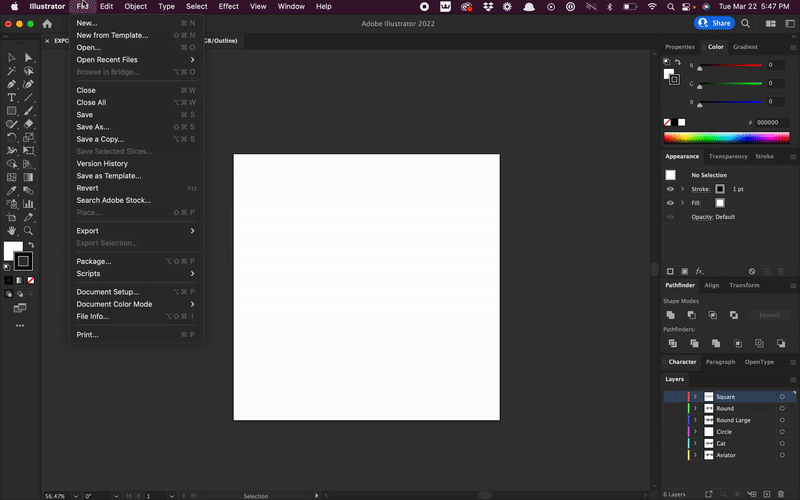 Illustrator File Edit Object Type Select Effect View Window Help Tue Mar 22 5:47 PM
Adobe Illustrator 2022 Share
× EXPO GB/Outline)
New... ⌘ N
New from Template... ⇧⌘ N
Open... ⌘ O
Open Recent Files >
Browse in Bridge... ⌥⌘ O
Close ⌘ W
Close All ⌥⌘ W
Save ⌘ S
Save As... ⇧⌘ S
Save a Copy... ⌥⌘ S
Save Selected Slices...
Version History
Save as Template...
Revert F12
Search Adobe Stock...
Place... ⇧⌘ P
Export >
Export Selection...
Package... ⌥⇧⌘ P
Scripts >
Document Setup... ⌥⌘ P
Document Color Mode >
File Info... ⌥⇧⌘ I
Print... ⌘ P
Properties Color Gradient
R 0
G 0
B 0
# 000000
Appearance Transparency Stroke
No Selection
Stroke: 1 pt
Fill:
Opacity: Default
fx.
Pathfinder Align Transform
Shape Modes:
Expand
Pathfinders:
Character Paragraph OpenType
Layers
Square
Round
Round Large
Circle
Cat
Aviator
6 Layers
56.47% 0° 1 Selection